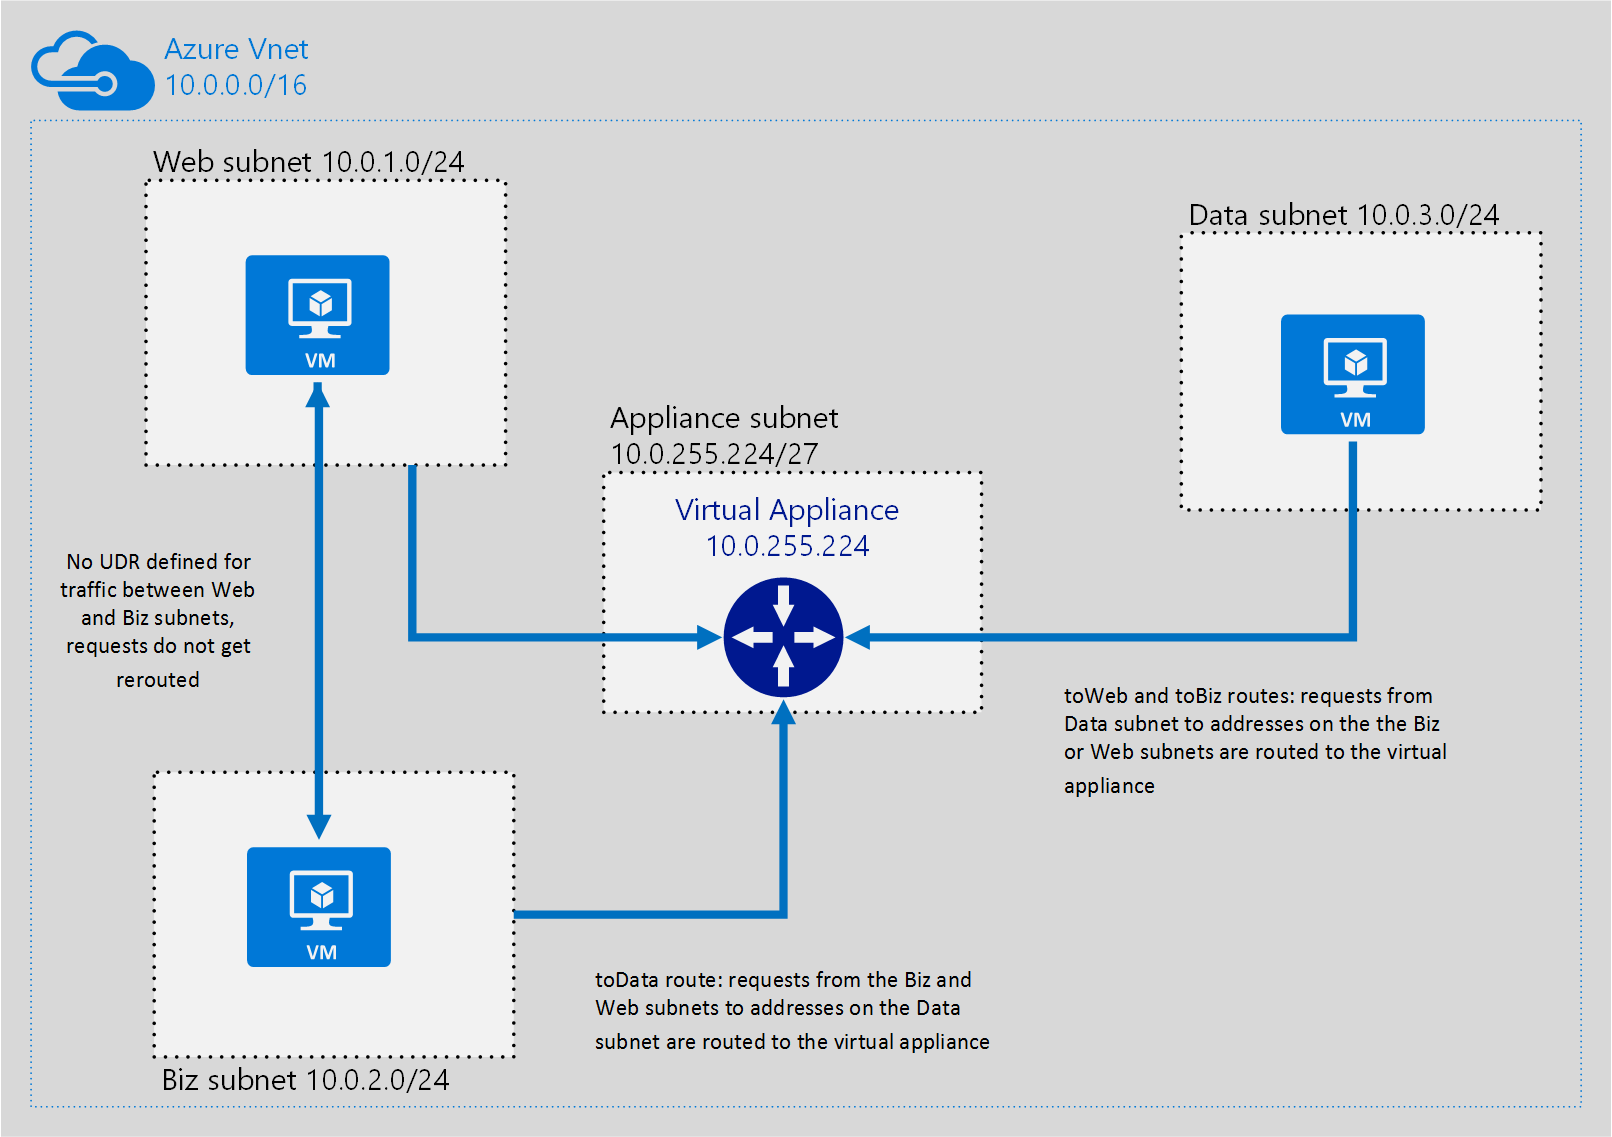 Azure Vnet
10.0.0.0/16
Web subnet 10.0.1.0/24
VM
Data subnet 10.0.3.0/24
VM
Appliance subnet
10.0.255.224/27
Virtual Appliance
10.0.255.224
No UDR defined for
traffic between Web
and Biz subnets,
requests do not get
rerouted
toWeb and toBiz routes: requests from
Data subnet to addresses on the the Biz
or Web subnets are routed to the virtual
appliance
VM
Biz subnet 10.0.2.0/24
toData route: requests from the Biz and
Web subnets to addresses on the Data
subnet are routed to the virtual appliance